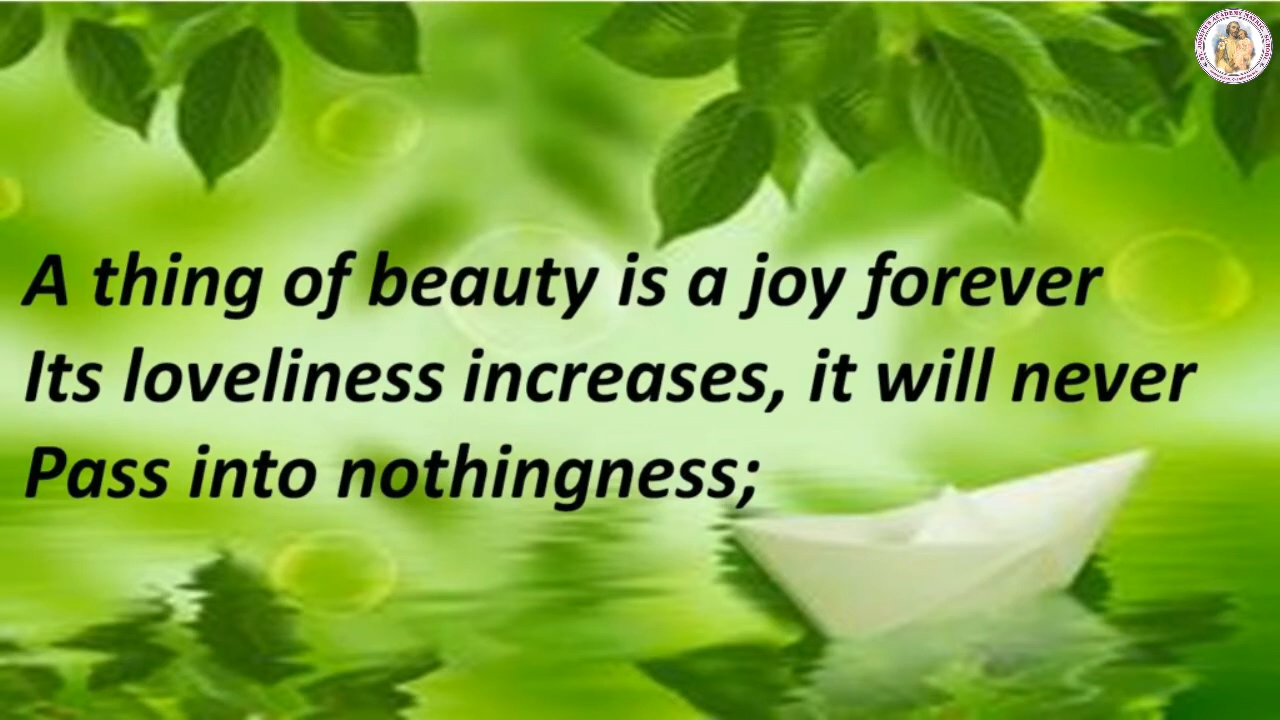 A thing of beauty is a joy forever
Its loveliness increases, it will never
Pass into nothingness;